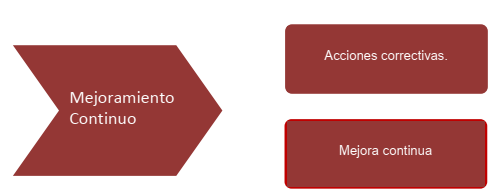 Mejoramiento
Continuo
Acciones correctivas.
Mejora continua